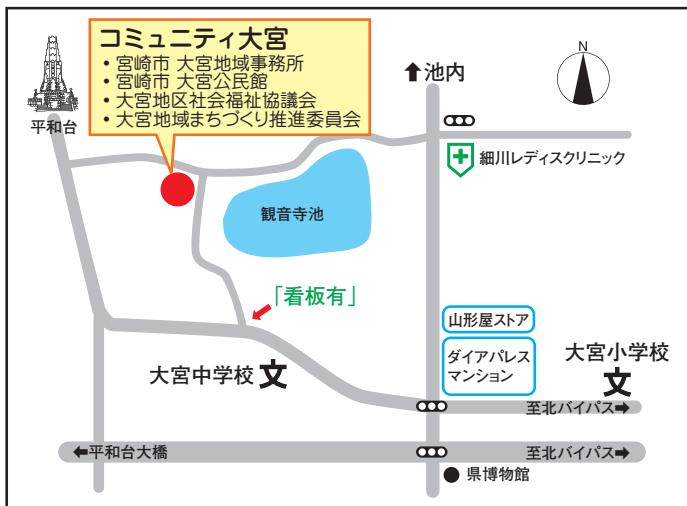 コミュニティ大宮
・宮崎市 大宮地域事務所
・宮崎市 大宮公民館
・大宮地区社会福祉協議会
・大宮地域まちづくり推進委員会
平和台
↑池内
N
細川レディスクリニック
観音寺池
「看板有」
山形屋ストア
ダイアパレス
マンション
大宮小学校
文
大宮中学校 文
至北バイパス→
←平和台大橋
至北バイパス→
県博物館